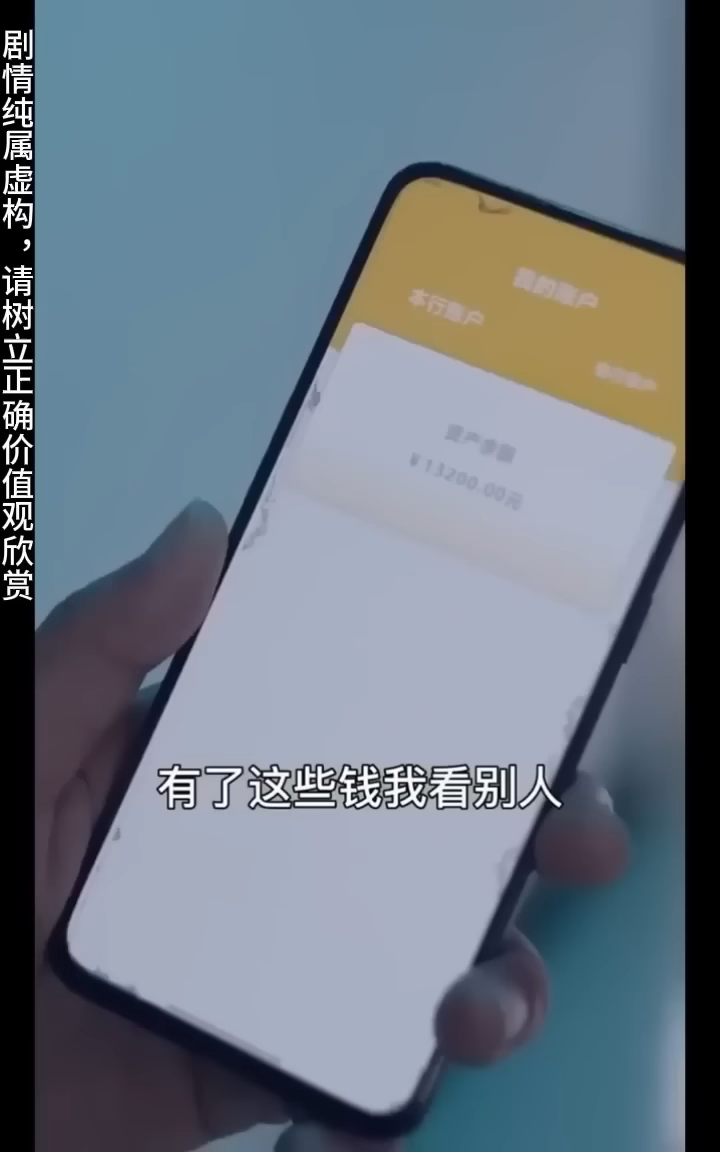 剧情纯属虚构，请树立正确价值观欣赏
我的账户
本行账户
资产余额
¥13200.00元
有了这些钱我看别人